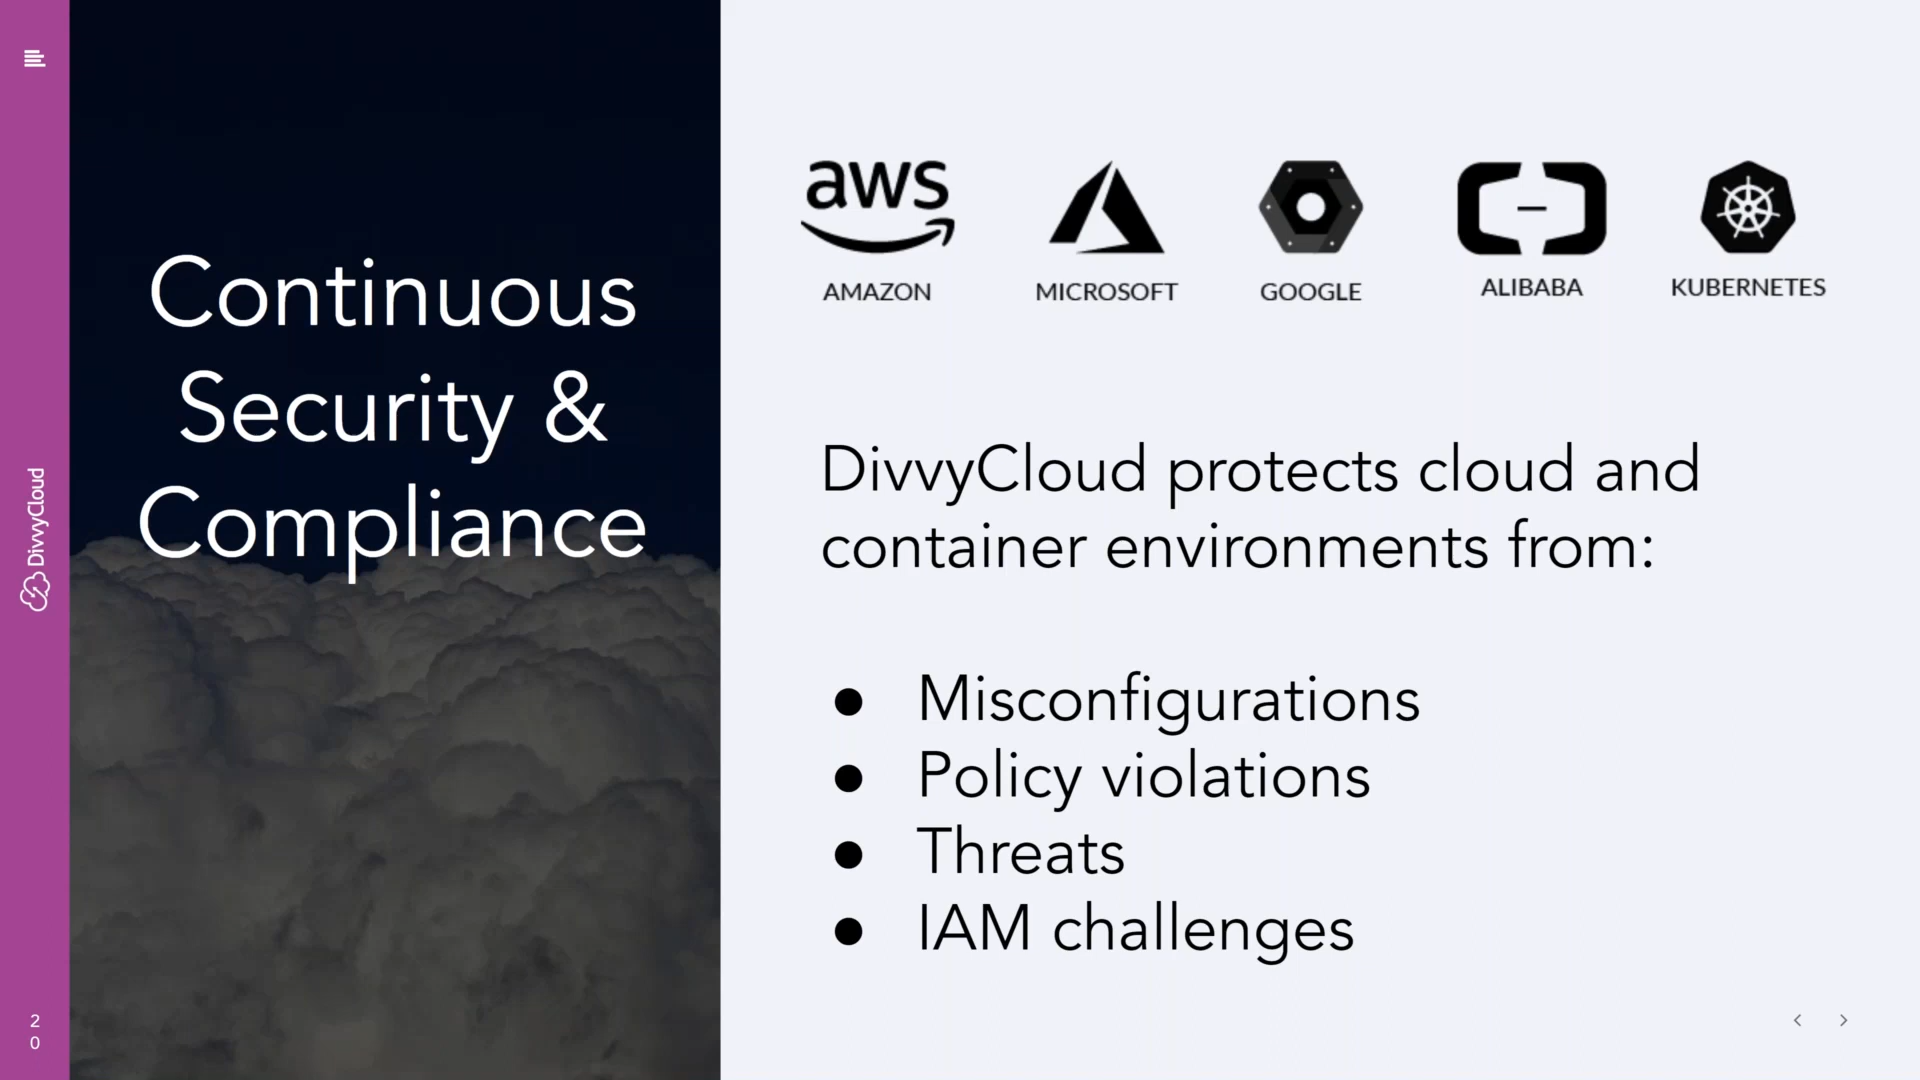 Continuous
Security &
Compliance
DivvyCloud
2
0
aws
AMAZON
MICROSOFT
GOOGLE
ALIBABA
KUBERNETES
DivvyCloud protects cloud and
container environments from:
● Misconfigurations
● Policy violations
● Threats
● IAM challenges